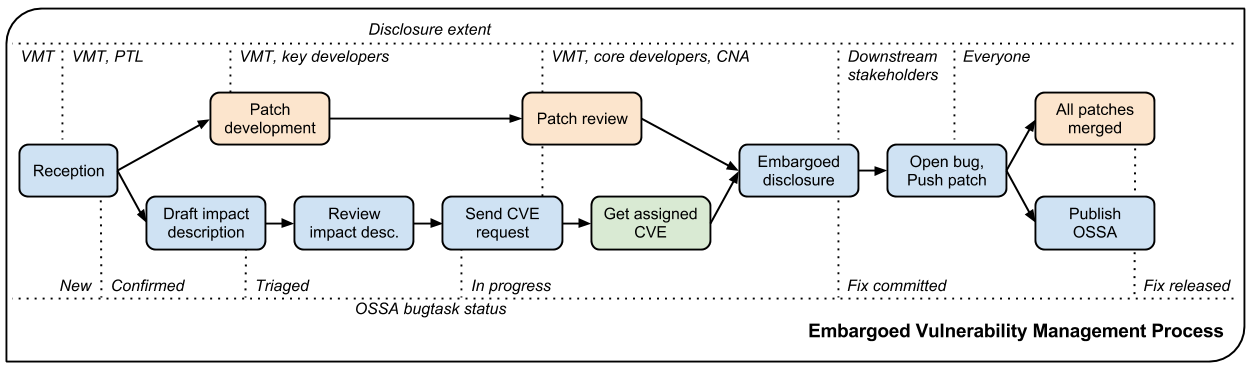 Disclosure extent
VMT
VMT, PTL
VMT, key developers
VMT, core developers, CNA
Downstream
stakeholders
Everyone
Patch
development
Patch review
All patches
merged
Reception
Embargoed
disclosure
Open bug,
Push patch
Draft impact
description
Review
impact desc.
Send CVE
request
Get assigned
CVE
Publish
OSSA
New
Confirmed
Triaged
In progress
Fix committed
Fix released
OSSA bugtask status
Embargoed Vulnerability Management Process